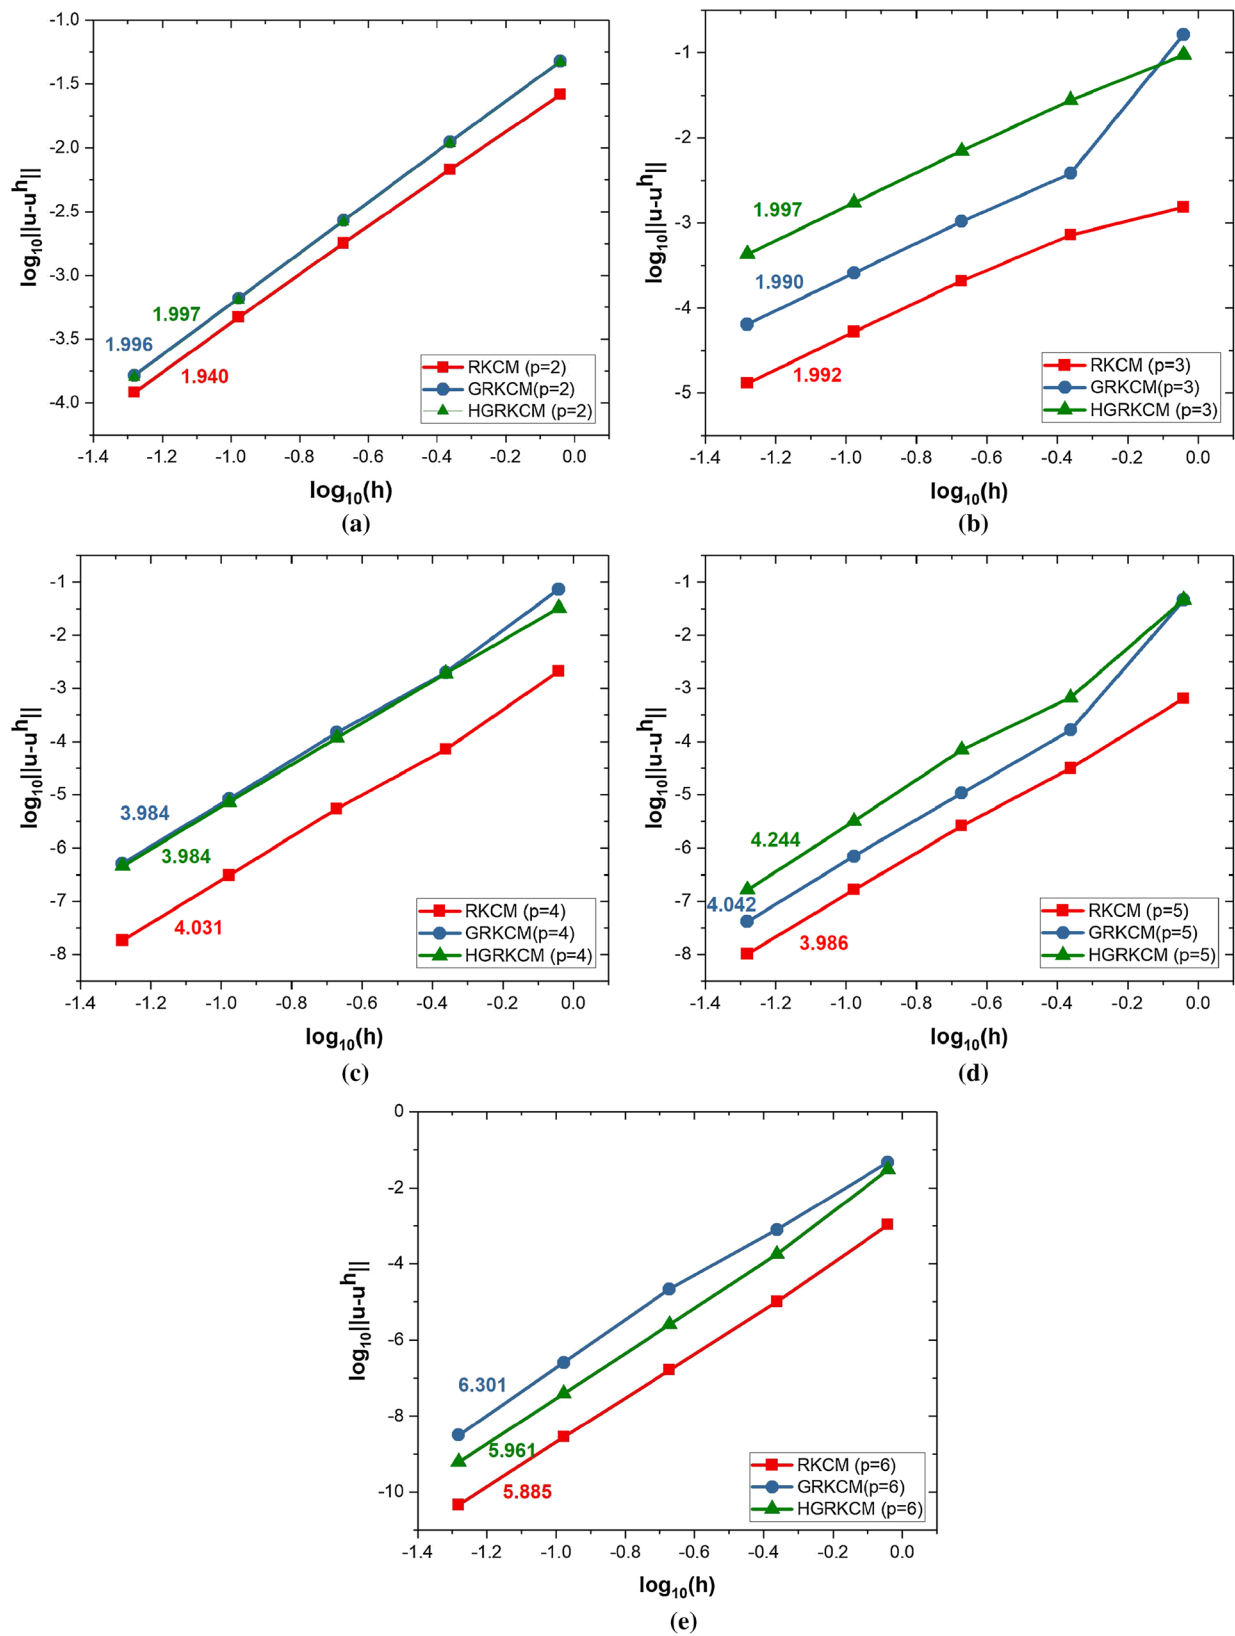 -1.0
-1.5
-2.0
-2.5
-3.0
-3.5
-4.0
log10||u-u^h||
1.997
1.996
1.940
RKCM (p=2)
GRKCM(p=2)
HGRKCM (p=2)
-1.4 -1.2 -1.0 -0.8 -0.6 -0.4 -0.2 0.0
log10(h)
(a)
-1
-2
-3
-4
-5
log10||u-u^h||
1.997
1.990
1.992
RKCM (p=3)
GRKCM(p=3)
HGRKCM (p=3)
-1.4 -1.2 -1.0 -0.8 -0.6 -0.4 -0.2 0.0
log10(h)
(b)
-1
-2
-3
-4
-5
-6
-7
-8
log10||u-u^h||
3.984
3.984
4.031
RKCM (p=4)
GRKCM(p=4)
HGRKCM (p=4)
-1.4 -1.2 -1.0 -0.8 -0.6 -0.4 -0.2 0.0
log10(h)
(c)
-1
-2
-3
-4
-5
-6
-7
-8
log10||u-u^h||
4.244
4.042
3.986
RKCM (p=5)
GRKCM(p=5)
HGRKCM (p=5)
-1.4 -1.2 -1.0 -0.8 -0.6 -0.4 -0.2 0.0
log10(h)
(d)
0
-2
-4
-6
-8
-10
log10||u-u^h||
6.301
5.961
5.885
RKCM (p=6)
GRKCM(p=6)
HGRKCM (p=6)
-1.4 -1.2 -1.0 -0.8 -0.6 -0.4 -0.2 0.0
log10(h)
(e)